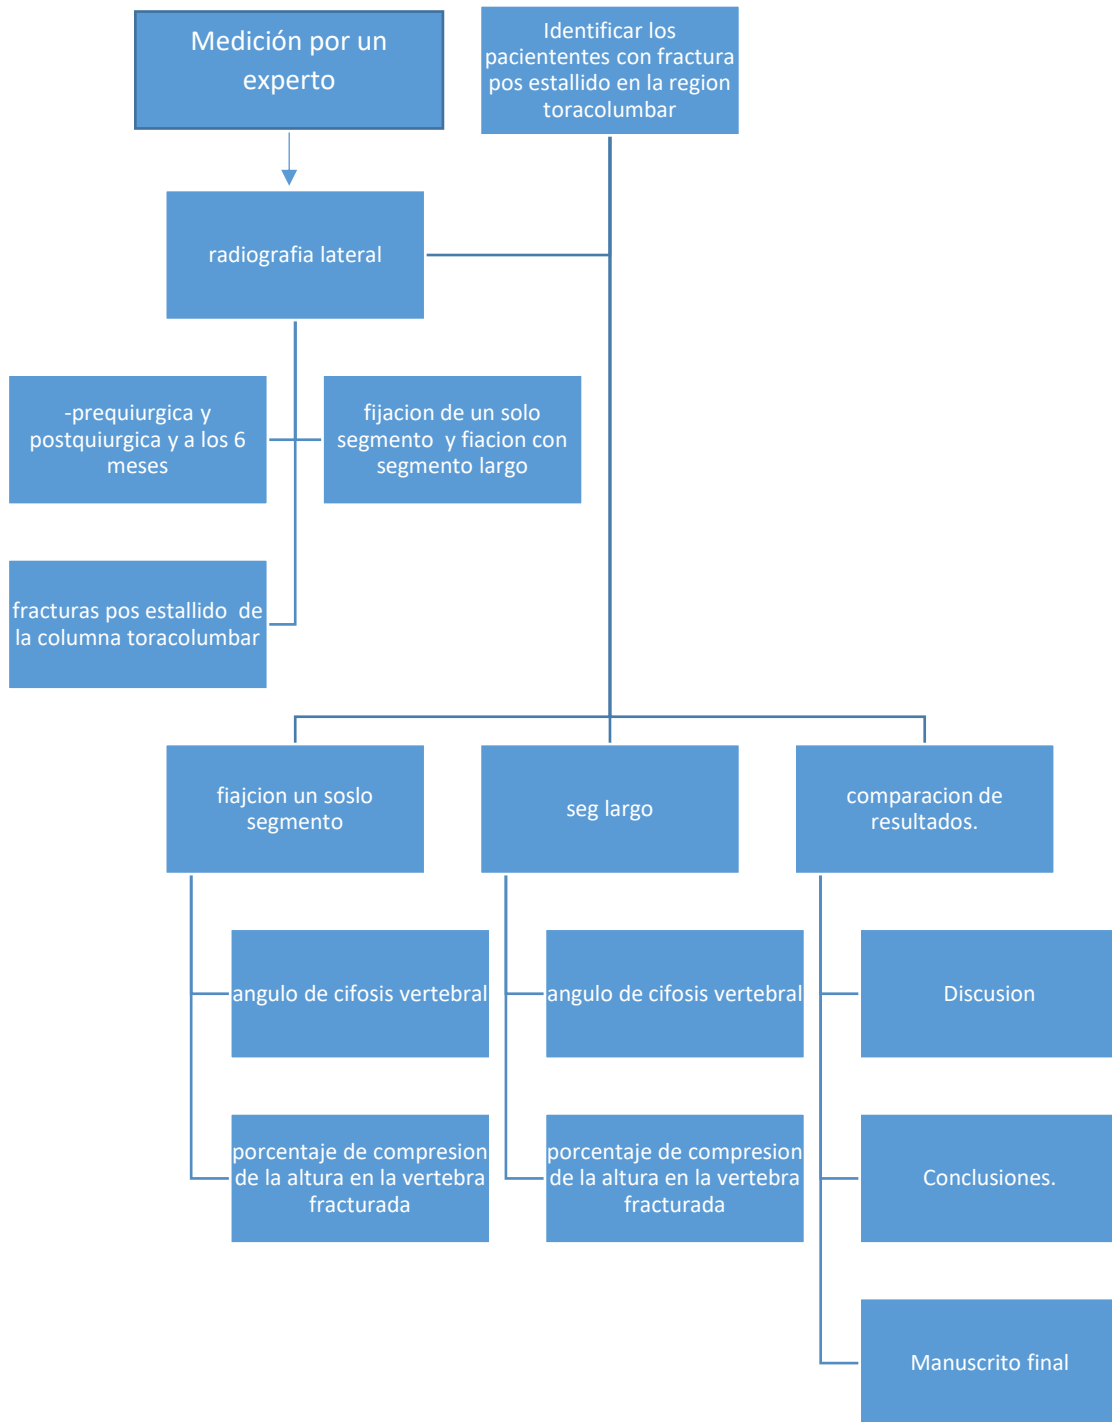 Medición por un
experto
Identificar los
paciententes con fractura
pos estallido en la region
toracolumbar
radiografia lateral
-prequiurgica y
postquiurgica y a los 6
meses
fijacion de un solo
segmento y fiacion con
segmento largo
fracturas pos estallido de
la columna toracolumbar
fiajcion un soslo
segmento
seg largo
comparacion de
resultados.
angulo de cifosis vertebral
angulo de cifosis vertebral
Discusion
porcentaje de compresion
de la altura en la vertebra
fracturada
porcentaje de compresion
de la altura en la vertebra
fracturada
Conclusiones.
Manuscrito final